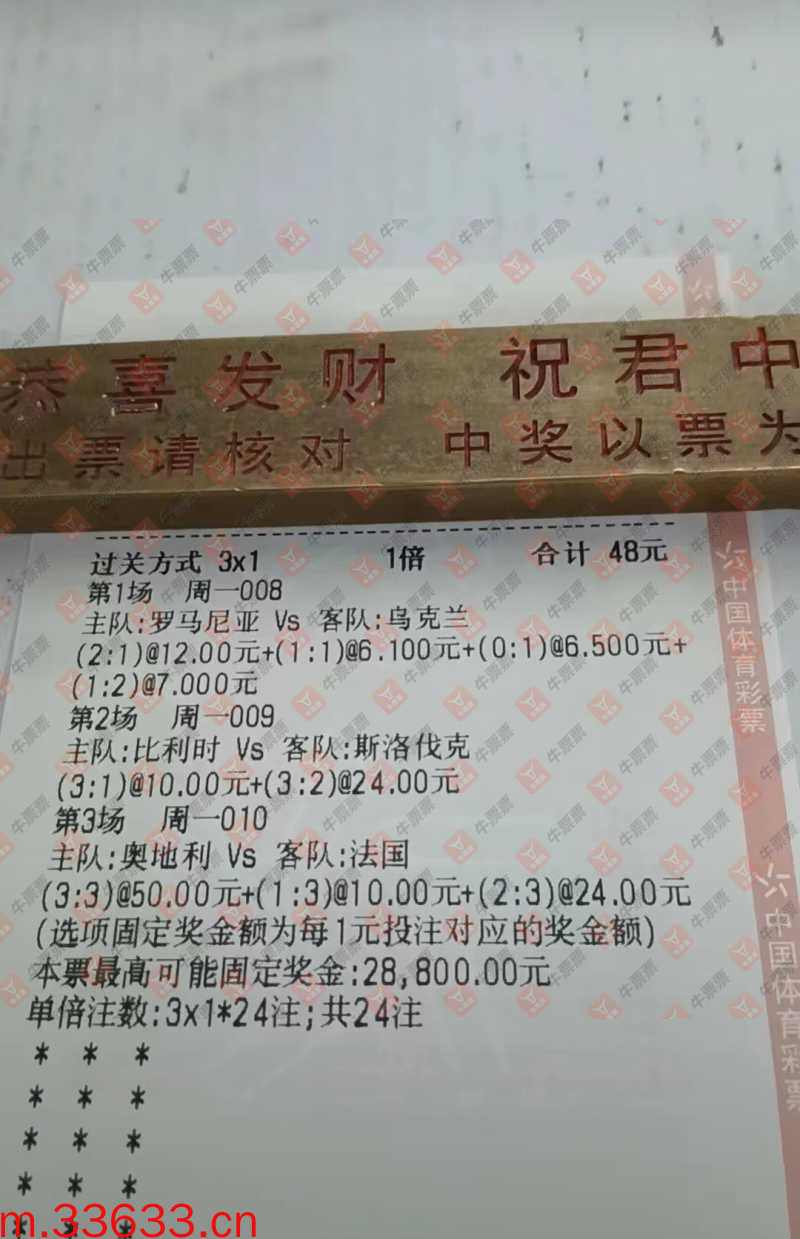 恭喜发财 祝君中
出票请核对 中奖以票为
过关方式 3x1 1倍 合计 48元
第1场 周一008
主队:罗马尼亚 Vs 客队:乌克兰
(2:1)@12.00元+(1:1)@6.100元+(0:1)@6.500元+
(1:2)@7.000元
第2场 周一009
主队:比利时 Vs 客队:斯洛伐克
(3:1)@10.00元+(3:2)@24.00元
第3场 周一010
主队:奥地利 Vs 客队:法国
(3:3)@50.00元+(1:3)@10.00元+(2:3)@24.00元
(选项固定奖金额为每1元投注对应的奖金额)
本票最高可能固定奖金:28,800.00元
单倍注数:3x1*24注;共24注
* * *
* * *
* * *
* * *
* * *
中国体育彩票
中国体育彩票
牛票票
m.33633.cn